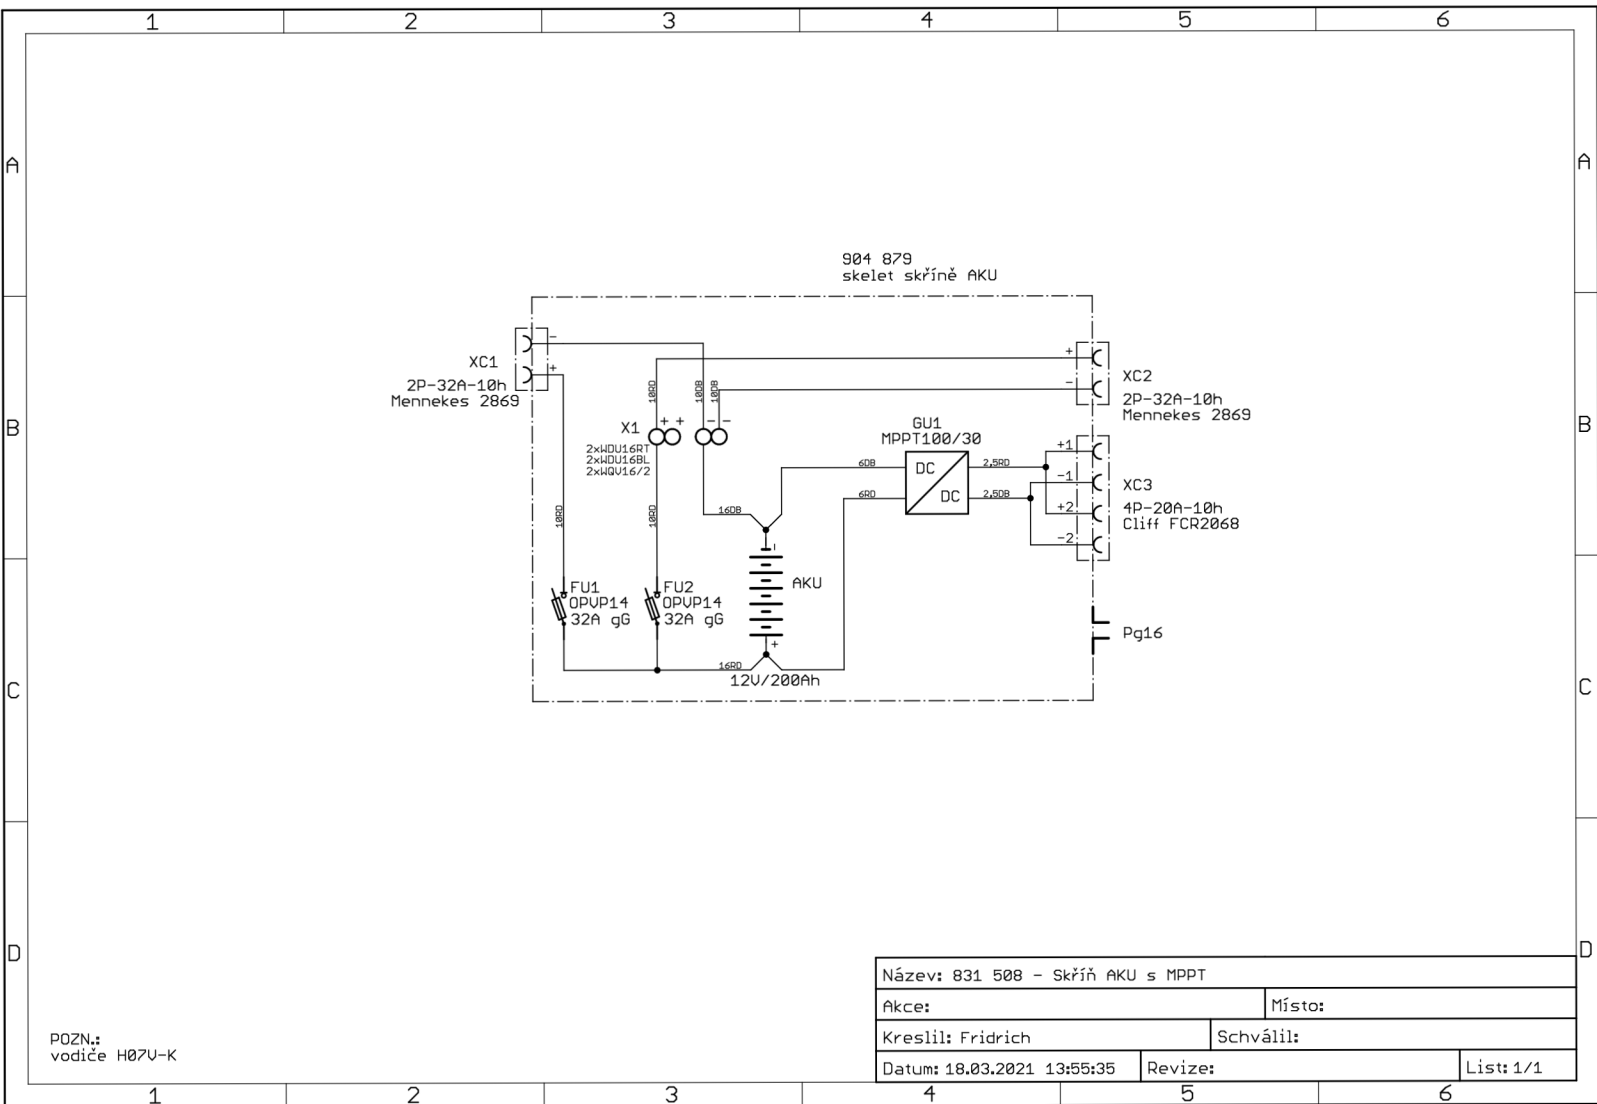 1 2 3 4 5 6
A A
904 879
skelet skříně AKU
XC1
2P-32A-10h
Mennekes 2869
-
+
+
-
XC2
2P-32A-10h
Mennekes 2869
B B
10RD
10DB
10DB
X1
+ +
- -
2xWDU16RT
2xWDU16BL
2xWQV16/2
GU1
MPPT100/30
DC
DC
6DB
6RD
2,5RD
2,5DB
+1
-1
+2
-2
XC3
4P-20A-10h
Cliff FCR2068
10RD
10RD
16DB
-
AKU
+
FU1
OPVP14
32A gG
FU2
OPVP14
32A gG
Pg16
16RD
12V/200Ah
C C
D D
Název: 831 508 - Skříň AKU s MPPT
Akce: Místo:
Kreslil: Fridrich Schválil:
Datum: 18.03.2021 13:55:35 Revize: List: 1/1
POZN.:
vodiče H07V-K
1 2 3 4 5 6